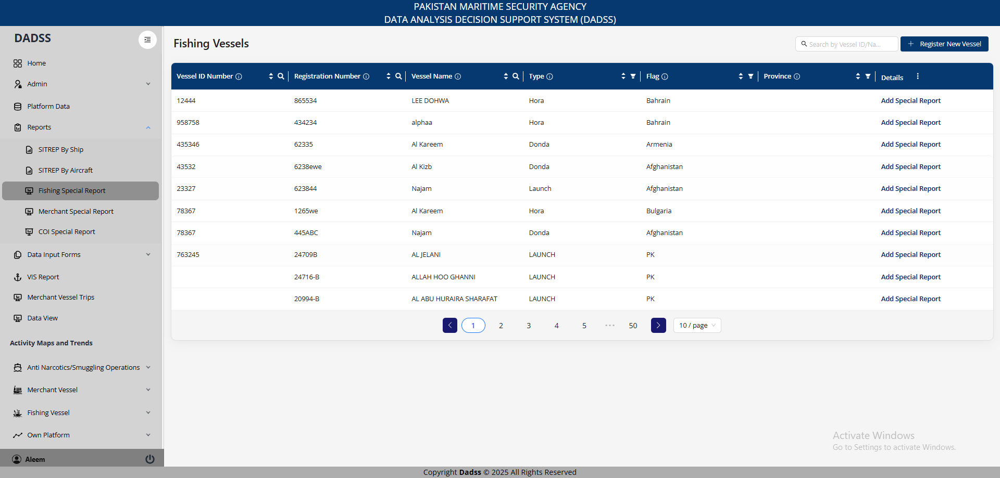 PAKISTAN MARITIME SECURITY AGENCY
DATA ANALYSIS DECISION SUPPORT SYSTEM (DADSS)
DADSS
Home
Admin
Platform Data
Reports
SITREP By Ship
SITREP By Aircraft
Fishing Special Report
Merchant Special Report
COI Special Report
Data Input Forms
VIS Report
Merchant Vessel Trips
Data View
Activity Maps and Trends
Anti Narcotics/Smuggling Operations
Merchant Vessel
Fishing Vessel
Own Platform
Aleem
Fishing Vessels
Search by Vessel ID/Na...
Register New Vessel
Vessel ID Number Registration Number Vessel Name Type Flag Province Details
12444 865534 LEE DOHWA Hora Bahrain Add Special Report
958758 434234 alphaa Hora Bahrain Add Special Report
435346 62335 Al Kareem Donda Armenia Add Special Report
43532 6238ewe Al Kizb Donda Afghanistan Add Special Report
23327 623844 Najam Launch Afghanistan Add Special Report
78367 1265we Al Kareem Hora Bulgaria Add Special Report
78367 445ABC Najam Donda Afghanistan Add Special Report
763245 24709B AL JELANI LAUNCH PK Add Special Report
24716-B ALLAH HOO GHANNI LAUNCH PK Add Special Report
20994-B AL ABU HURAIRA SHARAFAT LAUNCH PK Add Special Report
1 2 3 4 5 ••• 50 10 / page
Activate Windows
Go to Settings to activate Windows.
Copyright Dadss © 2025 All Rights Reserved